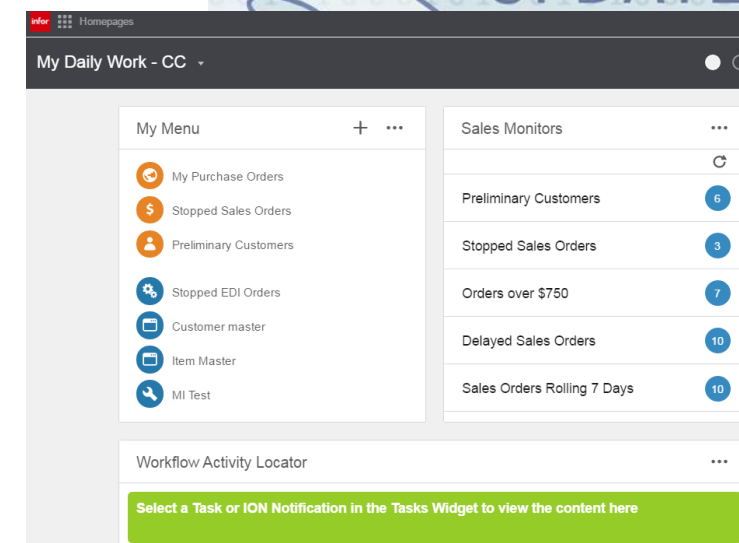 infor Homepages
My Daily Work - CC
My Menu
My Purchase Orders
$ Stopped Sales Orders
Preliminary Customers
Stopped EDI Orders
Customer master
Item Master
MI Test
Sales Monitors
Preliminary Customers 6
Stopped Sales Orders 3
Orders over $750 7
Delayed Sales Orders 10
Sales Orders Rolling 7 Days 10
Workflow Activity Locator
Select a Task or ION Notification in the Tasks Widget to view the content here